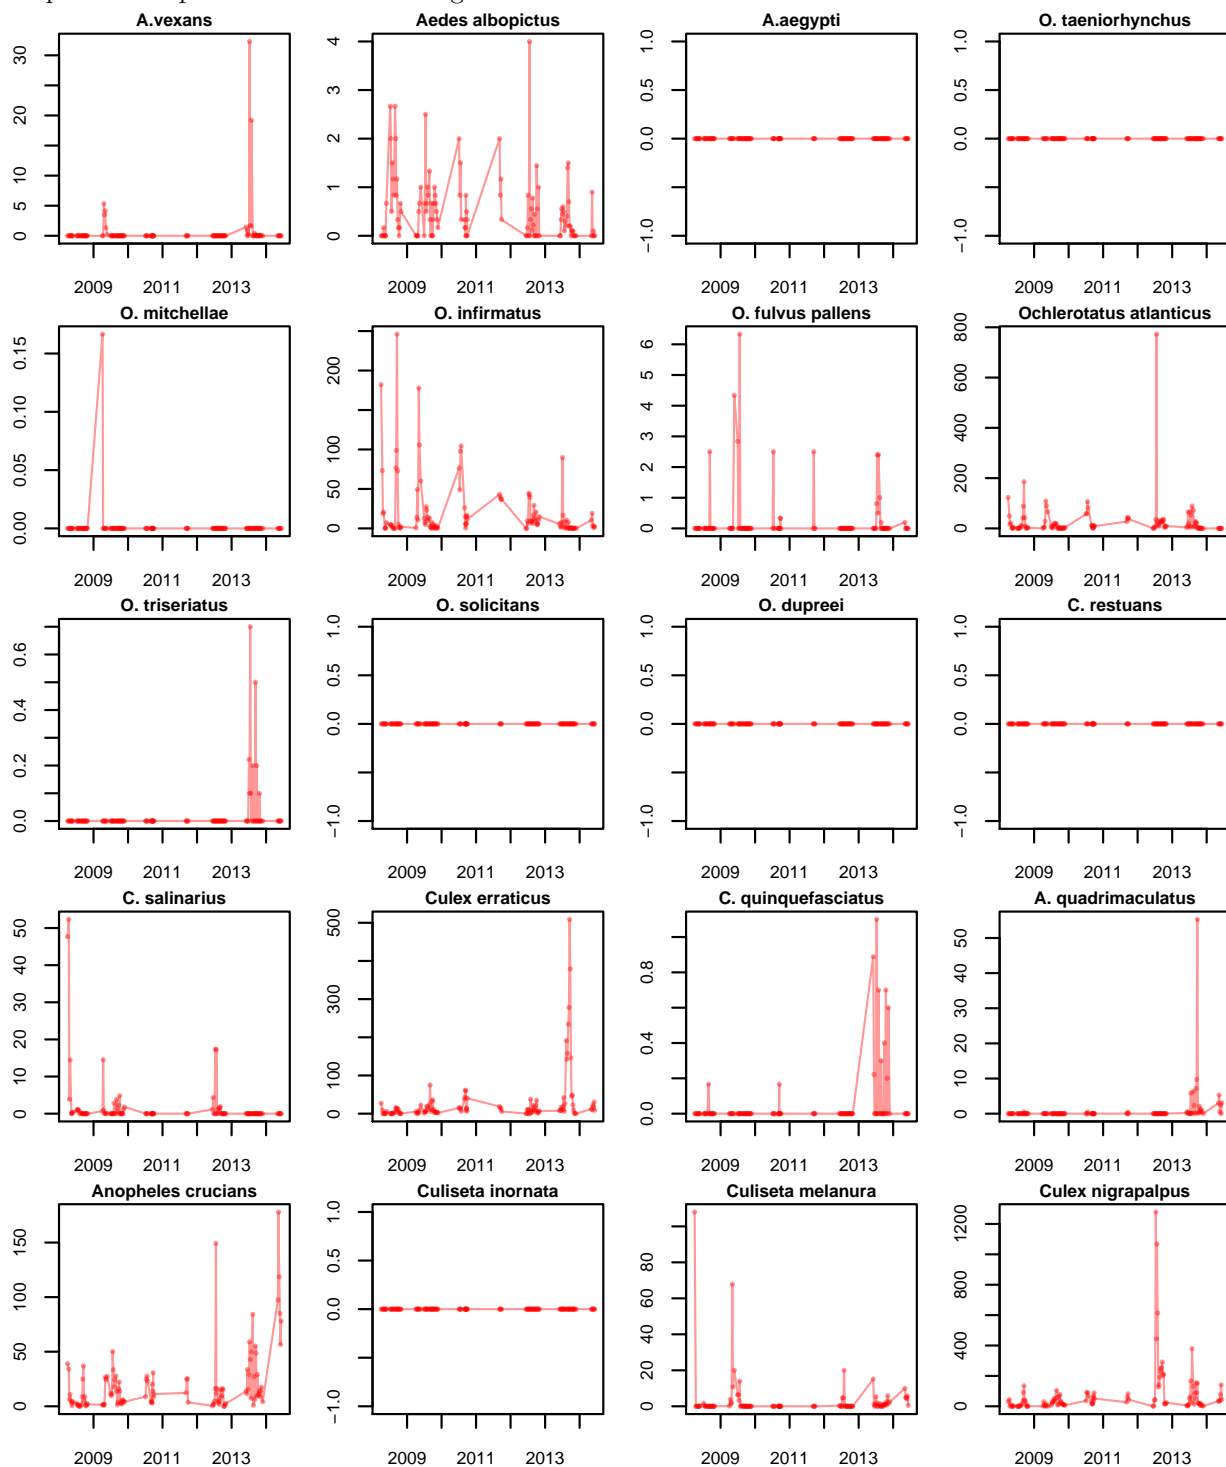 A.vexans Aedes albopictus A.aegypti O. taeniorhynchus
0 5 10 20 30
0 1 2 3 4
−1.0 0.0 0.5 1.0
−1.0 0.0 0.5 1.0
2009 2011 2013 2009 2011 2013 2009 2011 2013 2009 2011 2013
O. mitchellae O. infirmatus O. fulvus pallens Ochlerotatus atlanticus
0.00 0.05 0.10 0.15
0 50 100 200
0 1 2 3 4 5 6
0 200 400 600 800
2009 2011 2013 2009 2011 2013 2009 2011 2013 2009 2011 2013
O. triseriatus O. solicitans O. dupreei C. restuans
0.0 0.2 0.4 0.6
−1.0 0.0 0.5 1.0
−1.0 0.0 0.5 1.0
−1.0 0.0 0.5 1.0
2009 2011 2013 2009 2011 2013 2009 2011 2013 2009 2011 2013
C. salinarius Culex erraticus C. quinquefasciatus A. quadrimaculatus
0 10 20 30 40 50
0 100 300 500
0.0 0.4 0.8
0 10 20 30 40 50
2009 2011 2013 2009 2011 2013 2009 2011 2013 2009 2011 2013
Anopheles crucians Culiseta inornata Culiseta melanura Culex nigrapalpus
0 50 100 150
−1.0 0.0 0.5 1.0
0 20 40 60 80
0 400 800 1200
2009 2011 2013 2009 2011 2013 2009 2011 2013 2009 2011 2013